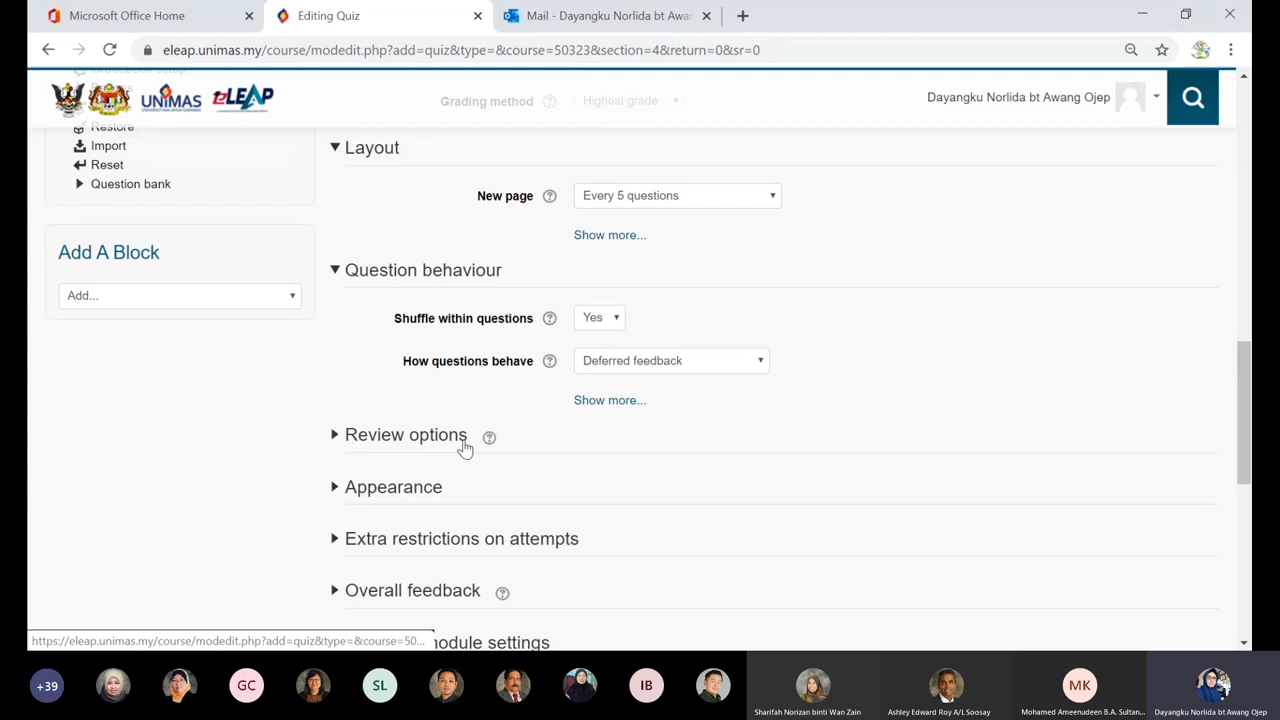 Microsoft Office Home
Editing Quiz
Mail - Dayangku Norlida bt Awan
eleap.unimas.my/course/modedit.php?add=quiz&type=&course=50323&section=4&return=0&sr=0
Gradebook setup
UNIMAS
eLEAP
Grading method
Highest grade
Dayangku Norlida bt Awang Ojep
Restore
Import
Reset
Question bank
Add A Block
Add...
Layout
New page
Every 5 questions
Show more...
Question behaviour
Shuffle within questions
Yes
How questions behave
Deferred feedback
Show more...
Review options
Appearance
Extra restrictions on attempts
Overall feedback
module settings
https://eleap.unimas.my/course/modedit.php?add=quiz&type=&course=50...
+39
GC
SL
IB
MK
Sharifah Norizan binti Wan Zain
Ashley Edward Roy A/L Soosay
Mohamed Ameenudeen B.A. Sultan...
Dayangku Norlida bt Awang Ojep